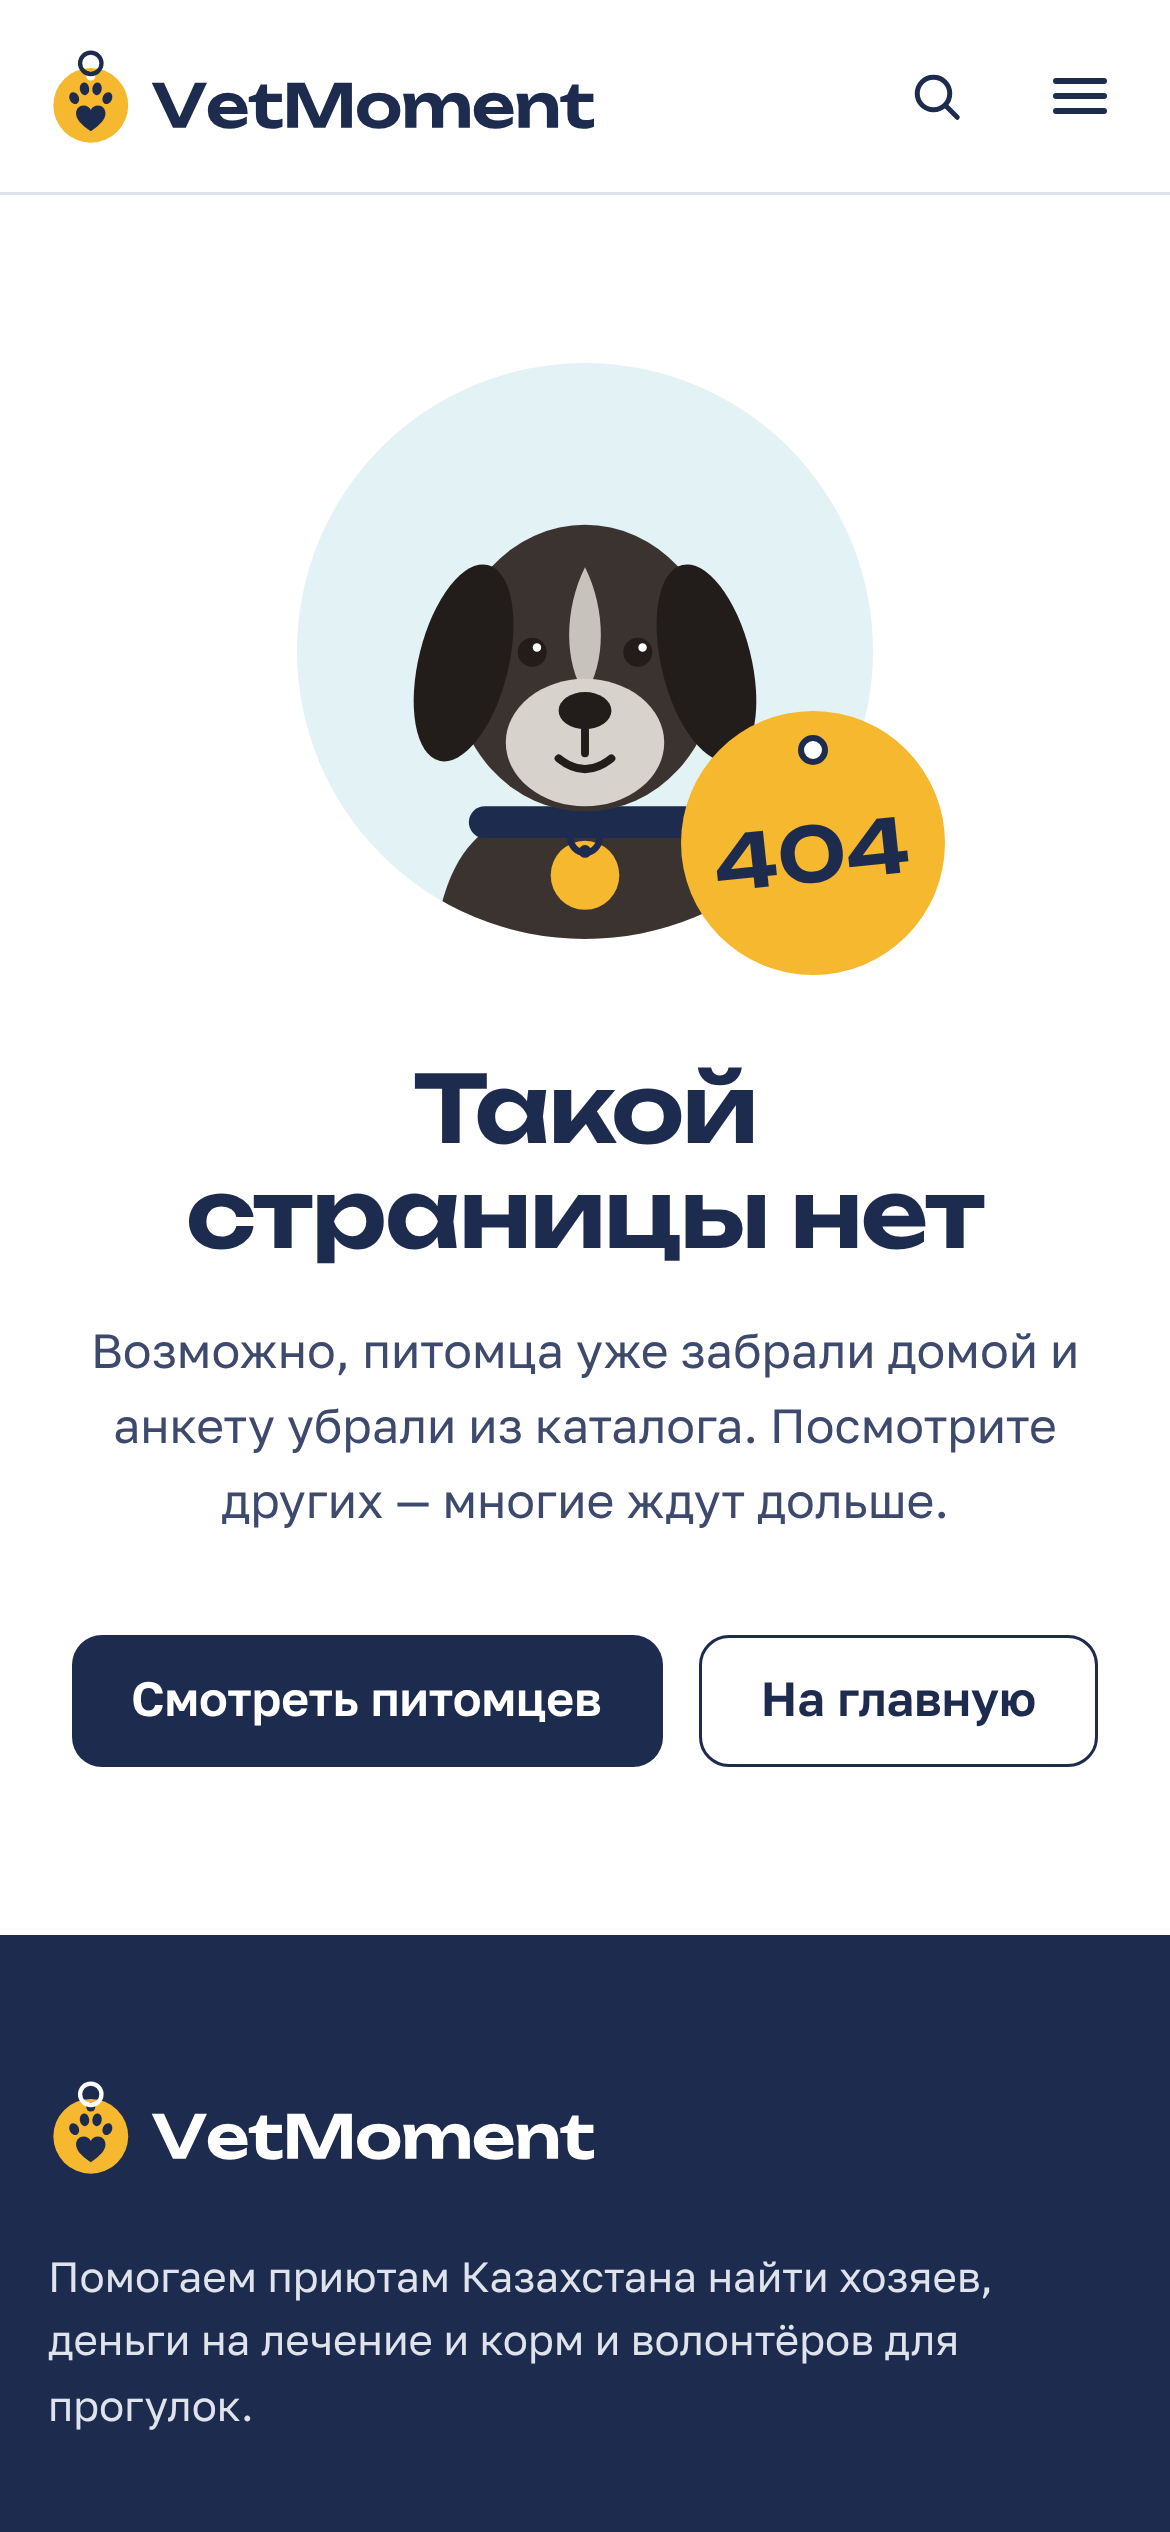 VetMoment
404
Такой
страницы нет
Возможно, питомца уже забрали домой и
анкету убрали из каталога. Посмотрите
других — многие ждут дольше.
Смотреть питомцев
На главную
VetMoment
Помогаем приютам Казахстана найти хозяев,
деньги на лечение и корм и волонтёров для
прогулок.